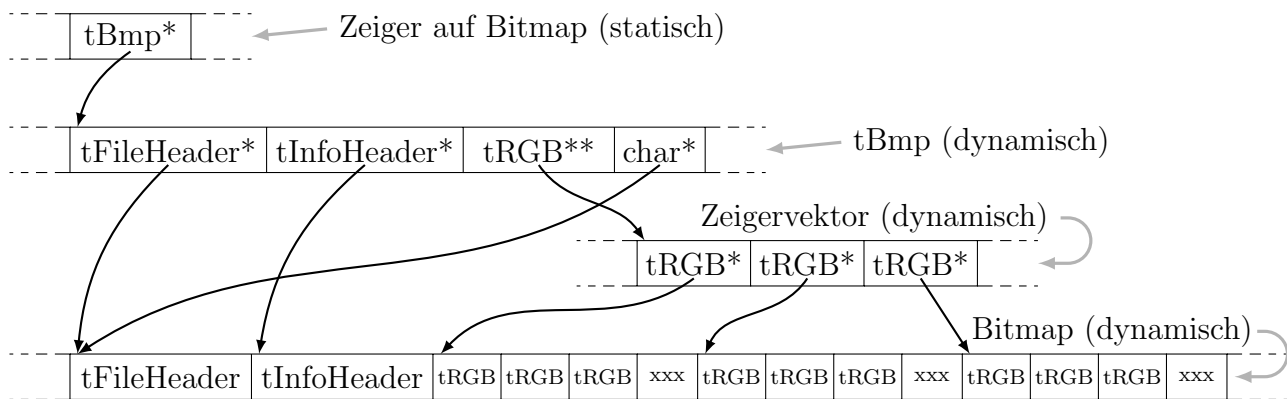 tBmp* Zeiger auf Bitmap (statisch)
tFileHeader* tInfoHeader* tRGB** char* tBmp (dynamisch)
Zeigervektor (dynamisch)
tRGB* tRGB* tRGB*
Bitmap (dynamisch)
tFileHeader tInfoHeader tRGB tRGB tRGB xxx tRGB tRGB tRGB xxx tRGB tRGB tRGB xxx